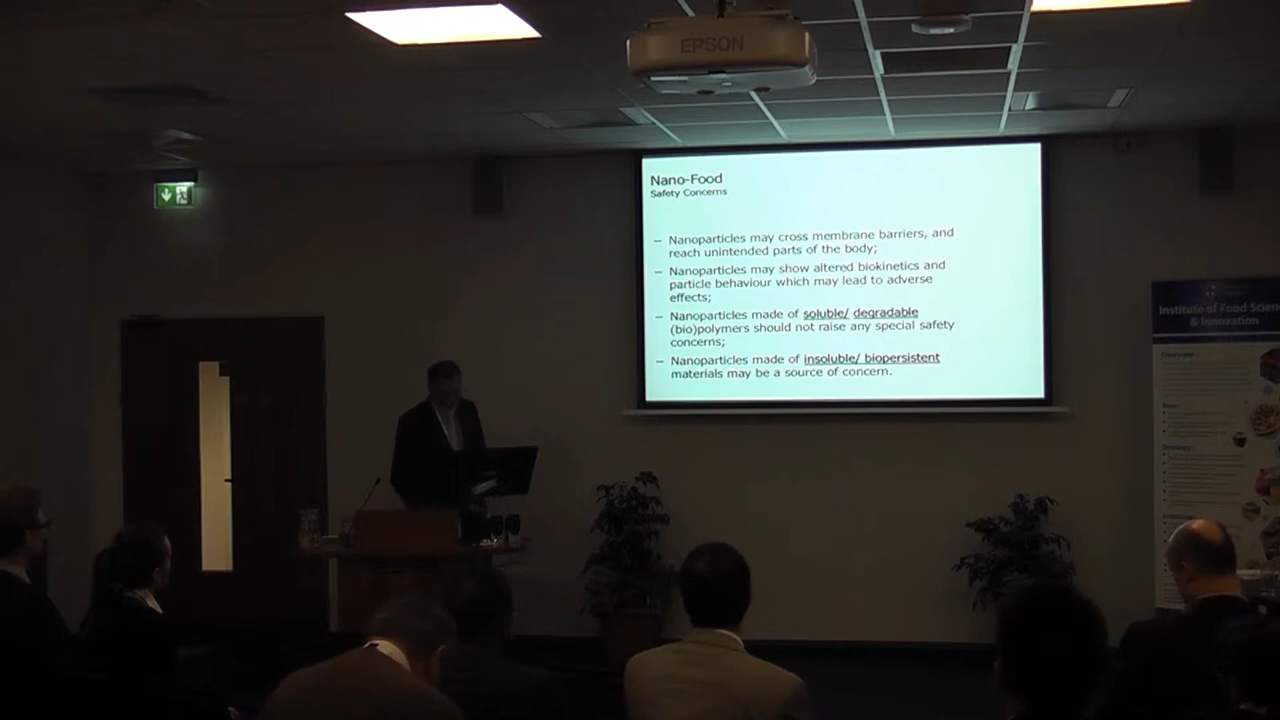 EPSON
Nano-Food
Safety Concerns
– Nanoparticles may cross membrane barriers, and
reach unintended parts of the body;
– Nanoparticles may show altered biokinetics and
particle behaviour which may lead to adverse
effects;
– Nanoparticles made of soluble/ degradable
(bio)polymers should not raise any special safety
concerns;
– Nanoparticles made of insoluble/ biopersistent
materials may be a source of concern.
Institute of Food Scien
& Innovation
Overview